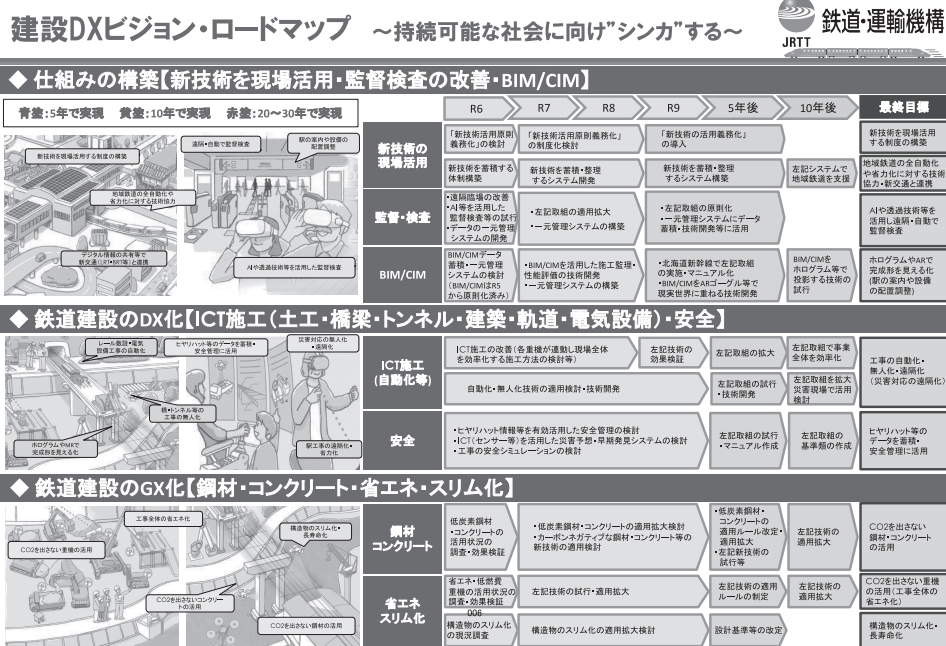 建設DXビジョン・ロードマップ　～持続可能な社会に向け”シンカ”する～
JRTT 鉄道・運輸機構
◆ 仕組みの構築【新技術を現場活用・監督検査の改善・BIM/CIM】
青塗：5年で実現　黄塗：10年で実現　赤塗：20～30年で実現
新技術を現場活用する制度の構築
地域鉄道の全自動化や
省力化に対する技術協力
デジタル情報の共有等で
新交通(LRT・BRT等)と連携
遠隔・自動で監督検査
駅の案内や設備の
配置調整
AIや透過技術等を活用した監督検査
R6
R7
R8
R9
5年後
10年後
最終目標
新技術の
現場活用
「新技術活用原則
義務化」の検討
「新技術活用原則義務化」
の制度化検討
「新技術の活用義務化」
の導入
新技術を現場活用
する制度の構築
新技術を蓄積する
体制構築
新技術を蓄積・整理
するシステム開発
新技術を蓄積・整理
するシステム構築
左記システムで
地域鉄道を支援
地域鉄道の全自動化
や省力化に対する技術
協力・新交通と連携
監督・検査
・遠隔臨場の改善
・AI等を活用した
監督検査等の試行
・データの一元管理
システムの開発
・左記取組の適用拡大
・一元管理システムの構築
・左記取組の原則化
・一元管理システムにデータ
蓄積・技術開発等に活用
AIや透過技術等を
活用し遠隔・自動で
監督検査
BIM/CIM
BIM/CIMデータ
蓄積・一元管理
システムの検討
(BIM/CIMはR5
から原則化済み)
・BIM/CIMを活用した施工監理・
性能評価の技術開発
・一元管理システムの構築
・北海道新幹線で左記取組
の実施・マニュアル化
・BIM/CIMをARゴーグル等で
現実世界に重ねる技術開発
BIM/CIMを
ホログラム等で
投影する技術の
試行
ホログラムやARで
完成形を見える化
(駅の案内や設備
の配置調整)
◆ 鉄道建設のDX化【ICT施工（土工・橋梁・トンネル・建築・軌道・電気設備）・安全】
レール敷設・電気
設備工事の自動化
橋・トンネル等の
工事の無人化
ホログラムやMRで
完成形を見える化
ヒヤリハット等のデータを蓄積・
安全管理に活用
災害対応の無人化
・遠隔化
駅工事の遠隔化・
省力化
ICT施工
(自動化等)
ICT施工の改善（各重機が連動し現場全体
を効率化する施工方法の検討等）
左記技術の
効果検証
左記取組の拡大
左記取組で事業
全体を効率化
工事の自動化・
無人化・遠隔化
(災害対応の遠隔化)
自動化・無人化技術の適用検討・技術開発
左記取組の試行
・技術開発
左記取組を拡大
災害現場で活用
検討
安全
・ヒヤリハット情報等を有効活用した安全管理の検討
・ICT（センサー等）を活用した災害予想・早期発見システムの検討
・工事の安全シミュレーションの検討
左記取組の試行
・マニュアル作成
左記取組の
基準類の作成
ヒヤリハット等の
データを蓄積・
安全管理に活用
◆ 鉄道建設のGX化【鋼材・コンクリート・省エネ・スリム化】
工事全体の省エネ化
CO2を出さない重機の活用
CO2を出さないコンクリー
トの活用
構造物のスリム化・
長寿命化
CO2を出さない鋼材の活用
鋼材
コンクリート
低炭素鋼材
・コンクリートの
活用状況の
調査・効果検証
・低炭素鋼材・コンクリートの適用拡大検討
・カーボンネガティブな鋼材・コンクリート等の
新技術の適用検討
・低炭素鋼材・
コンクリートの
適用ルール改定・
適用拡大
・左記新技術の
試行等
左記技術の
適用拡大
CO2を出さない
鋼材・コンクリート
の活用
省エネ
スリム化
省エネ・低燃費
重機の活用状況の
調査・効果検証
左記技術の試行・適用拡大
左記技術の適用
ルールの制定
左記技術の
適用拡大
CO2を出さない重機
の活用（工事全体の
省エネ化）
006
構造物のスリム化
の現況調査
構造物のスリム化の適用拡大検討
設計基準等の改定
構造物のスリム化・
長寿命化